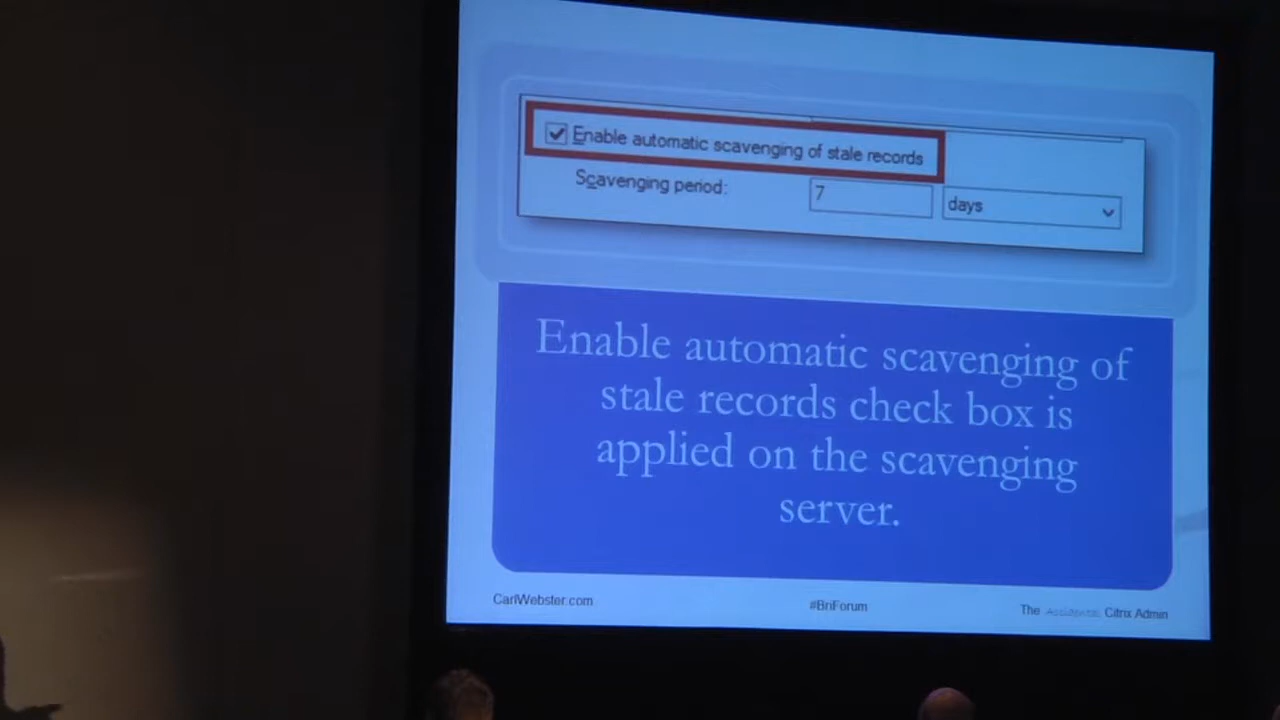 Enable automatic scavenging of stale records
Scavenging period:
7
days
Enable automatic scavenging of
stale records check box is
applied on the scavenging
server.
CarlWebster.com
#BriForum
The Accidental Citrix Admin